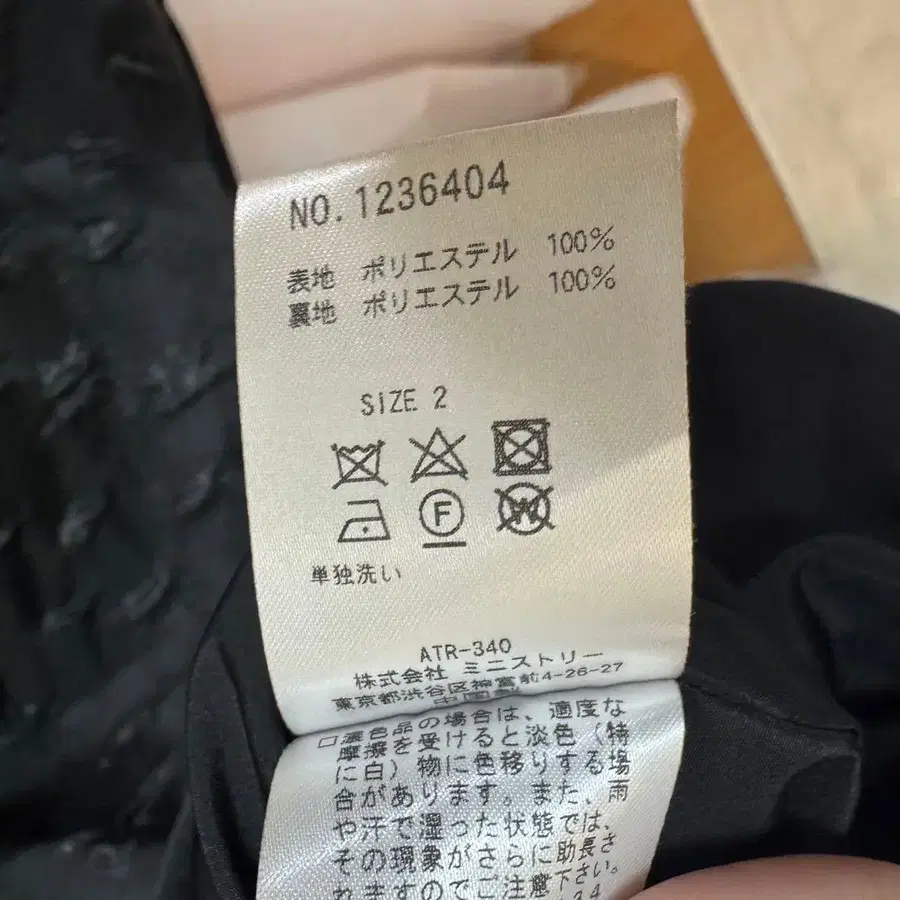 NO.1236404
表地 ポリエステル 100%
裏地 ポリエステル 100%
SIZE 2
F
W
単独洗い
ATR-340
株式会社 ミニストリー
東京都渋谷区神宮前4-26-27
中国製
□濃色品の場合は、適度な
摩擦を受けると淡色(特
に白)物に色移りする場
合があります。また、雨
や汗で湿った状態では、
その現象がさらに助長さ
れますのでご注意下さい。
34